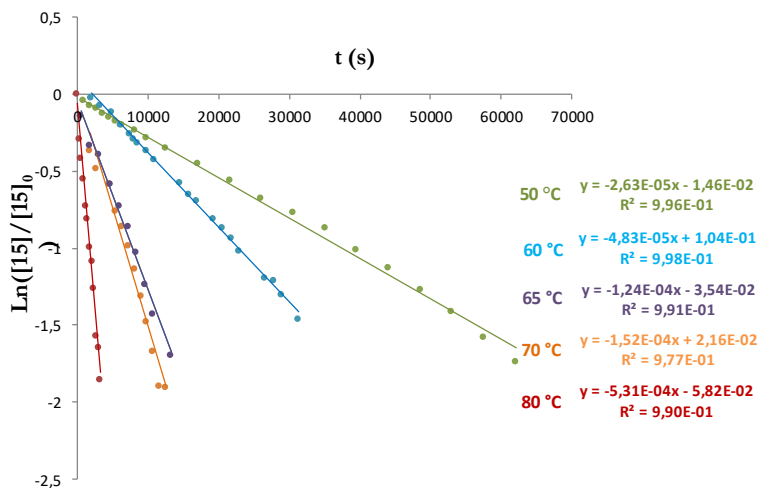 0,5
t (s)
0
0 10000 20000 30000 40000 50000 60000 70000
-0,5
-1
-1,5
-2
-2,5
Ln([15]/[15]0
)
50 °C y = -2,63E-05x - 1,46E-02
R² = 9,96E-01
60 °C y = -4,83E-05x + 1,04E-01
R² = 9,98E-01
65 °C y = -1,24E-04x - 3,54E-02
R² = 9,91E-01
70 °C y = -1,52E-04x + 2,16E-02
R² = 9,77E-01
80 °C y = -5,31E-04x - 5,82E-02
R² = 9,90E-01